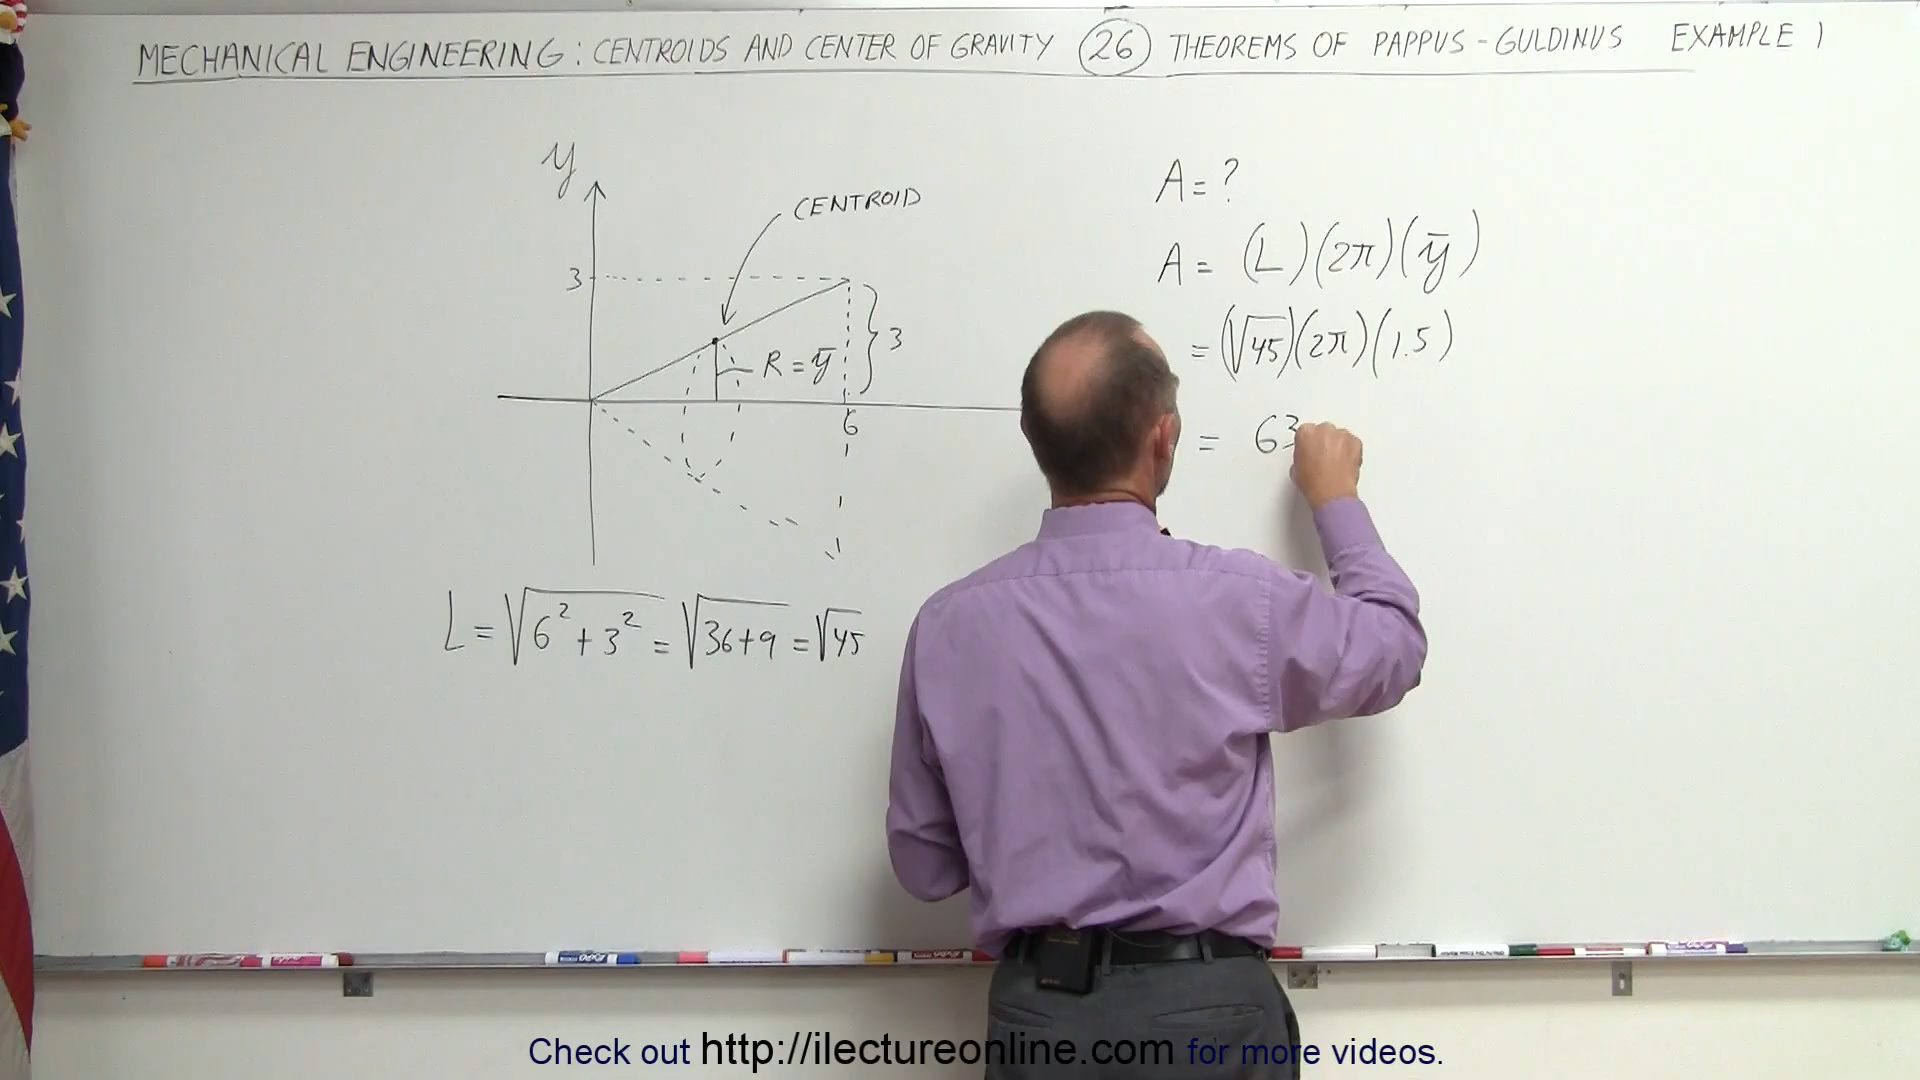 MECHANICAL ENGINEERING: CENTROIDS AND CENTER OF GRAVITY 26 THEOREMS OF PAPPUS-GULDINUS EXAMPLE 1
y
CENTROID
3
3
R = ȳ
6
L = √(6² + 3²) = √(36+9) = √45
A = ?
A = (L)(2π)(ȳ)
= (√45)(2π)(1.5)
= 63
Check out http://ilectureonline.com for more videos.